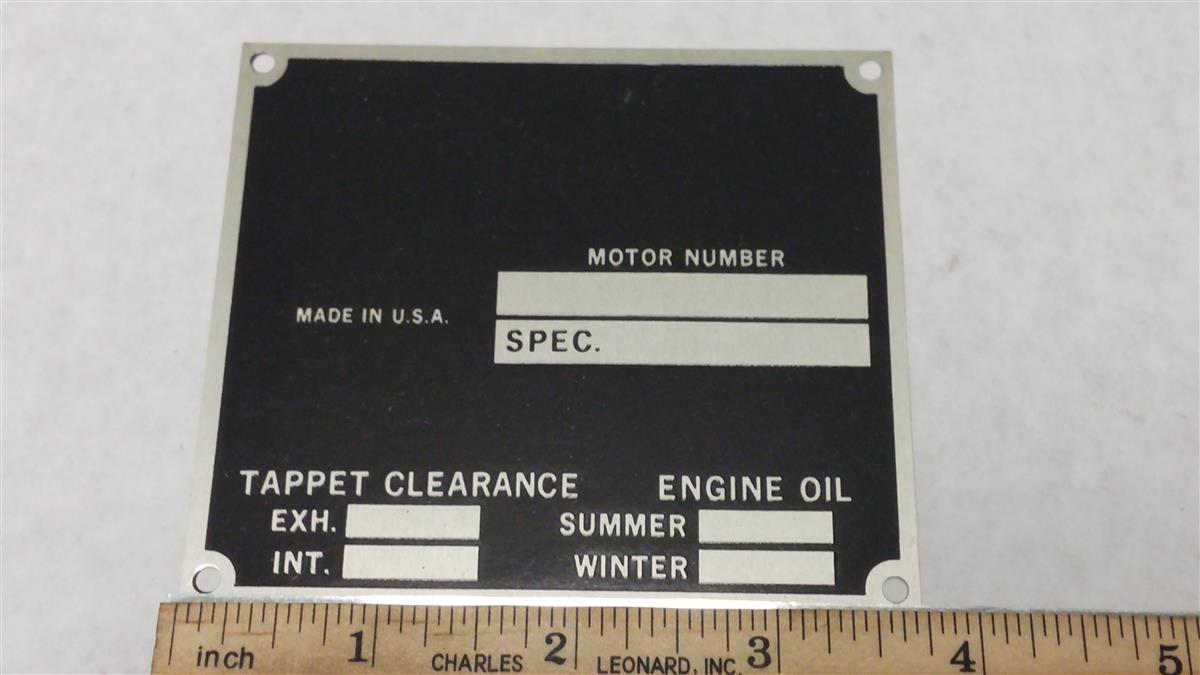 MOTOR NUMBER
MADE IN U.S.A.
SPEC.
TAPPET CLEARANCE ENGINE OIL
EXH. SUMMER
INT. WINTER
inch 1 CHARLES 2 LEONARD, INC. 3 4 5